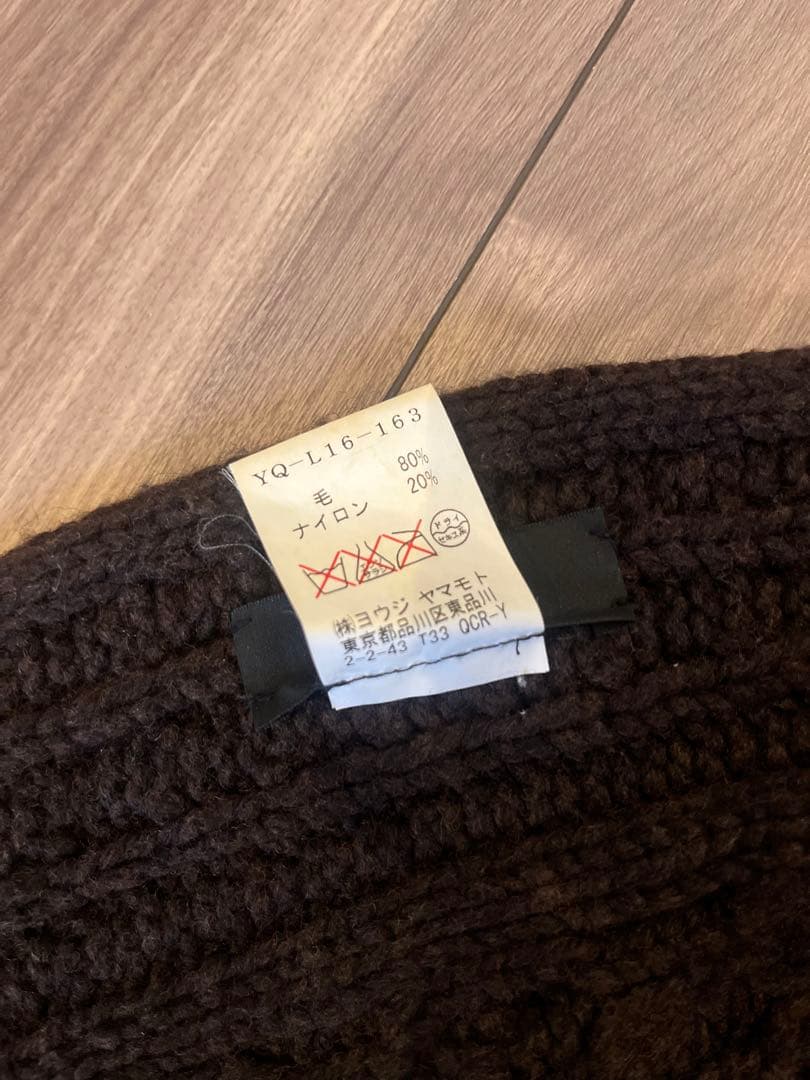 YQ-L16-163
毛 80%
ナイロン 20%
ドライ
セキユ系
㈱ヨウジ ヤマモト
東京都品川区東品川
2-2-43 T33 QCR-Y